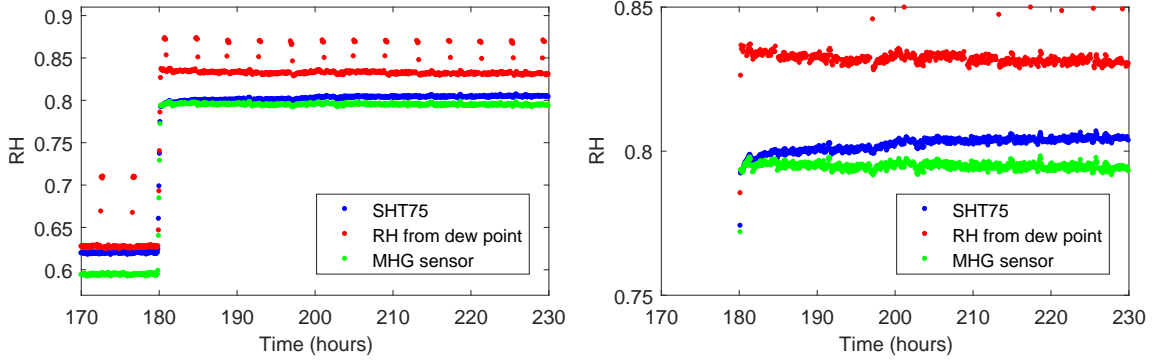 0.9
0.85
0.8
0.75
0.7
0.65
0.6
RH
SHT75
RH from dew point
MHG sensor
170 180 190 200 210 220 230
Time (hours)
0.85
0.8
0.75
RH
SHT75
RH from dew point
MHG sensor
170 180 190 200 210 220 230
Time (hours)